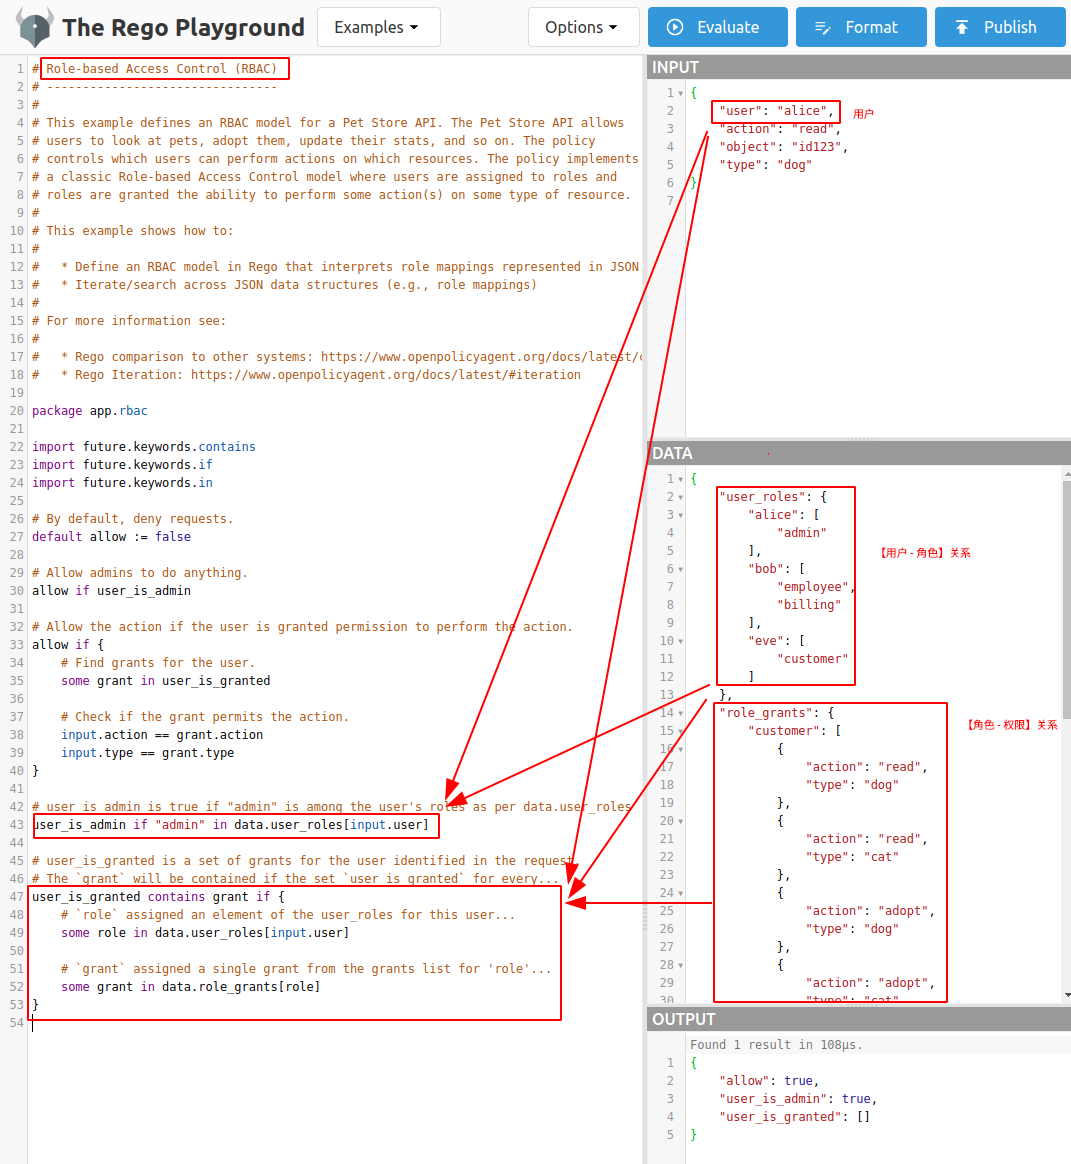 The Rego Playground
Examples
Options
Evaluate
Format
Publish
1 # Role-based Access Control (RBAC)
2 # --------------------------------
3 #
4 # This example defines an RBAC model for a Pet Store API. The Pet Store API allows
5 # users to look at pets, adopt them, update their stats, and so on. The policy
6 # controls which users can perform actions on which resources. The policy implements
7 # a classic Role-based Access Control model where users are assigned to roles and
8 # roles are granted the ability to perform some action(s) on some type of resource.
9 #
10 # This example shows how to:
11 #
12 #   * Define an RBAC model in Rego that interprets role mappings represented in JSON
13 #   * Iterate/search across JSON data structures (e.g., role mappings)
14 #
15 # For more information see:
16 #
17 #   * Rego comparison to other systems: https://www.openpolicyagent.org/docs/latest/
18 #   * Rego Iteration: https://www.openpolicyagent.org/docs/latest/#iteration
19
20 package app.rbac
21
22 import future.keywords.contains
23 import future.keywords.if
24 import future.keywords.in
25
26 # By default, deny requests.
27 default allow := false
28
29 # Allow admins to do anything.
30 allow if user_is_admin
31
32 # Allow the action if the user is granted permission to perform the action.
33 allow if {
34     # Find grants for the user.
35     some grant in user_is_granted
36
37     # Check if the grant permits the action.
38     input.action == grant.action
39     input.type == grant.type
40 }
41
42 # user_is_admin is true if "admin" is among the user's roles as per data.user_roles
43 user_is_admin if "admin" in data.user_roles[input.user]
44
45 # user_is_granted is a set of grants for the user identified in the request.
46 # The `grant` will be contained if the set `user_is_granted` for every...
47 user_is_granted contains grant if {
48     # `role` assigned an element of the user_roles for this user...
49     some role in data.user_roles[input.user]
50
51     # `grant` assigned a single grant from the grants list for 'role'...
52     some grant in data.role_grants[role]
53 }
54
INPUT
1 {
2     "user": "alice", 用户
3     "action": "read",
4     "object": "id123",
5     "type": "dog"
6 }
7
DATA
1 {
2     "user_roles": {
3         "alice": [
4             "admin"
5         ], 【用户 - 角色】关系
6         "bob": [
7             "employee",
8             "billing"
9         ],
10         "eve": [
11             "customer"
12         ]
13     },
14     "role_grants": { 【角色 - 权限】关系
15         "customer": [
16             {
17                 "action": "read",
18                 "type": "dog"
19             },
20             {
21                 "action": "read",
22                 "type": "cat"
23             },
24             {
25                 "action": "adopt",
26                 "type": "dog"
27             },
28             {
29                 "action": "adopt",
30                 "type": "cat"
OUTPUT
Found 1 result in 108µs.
1 {
2     "allow": true,
3     "user_is_admin": true,
4     "user_is_granted": []
5 }